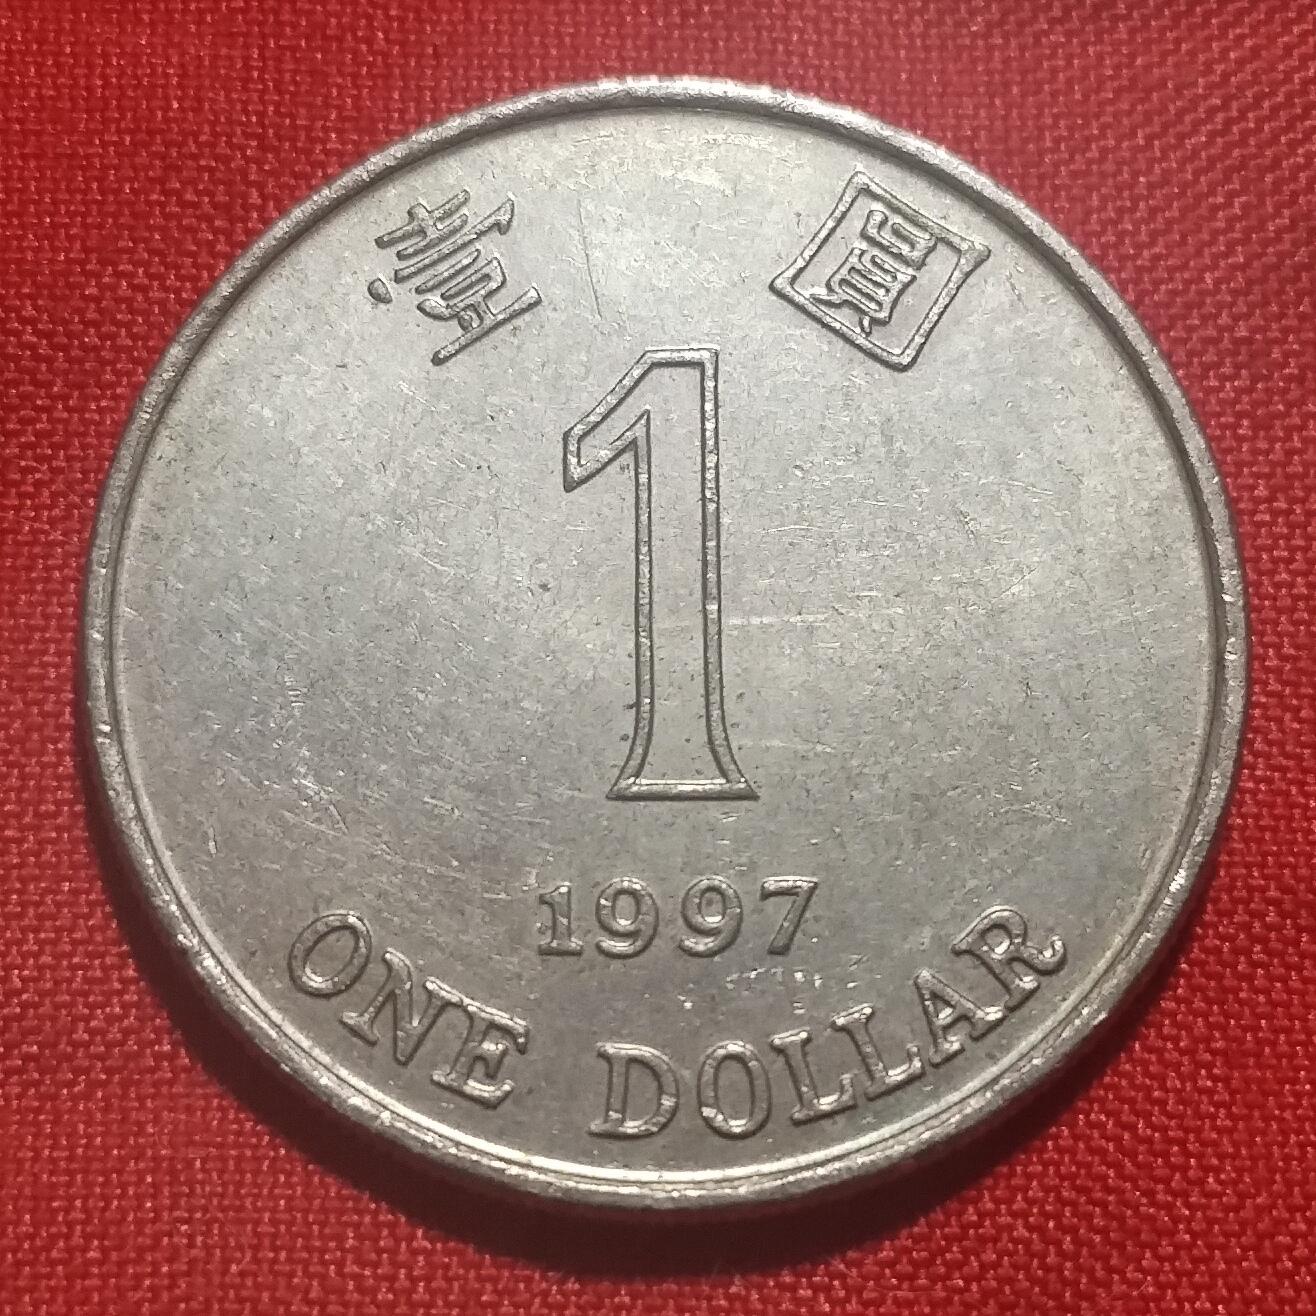 壹 圓
1
1997
ONE DOLLAR